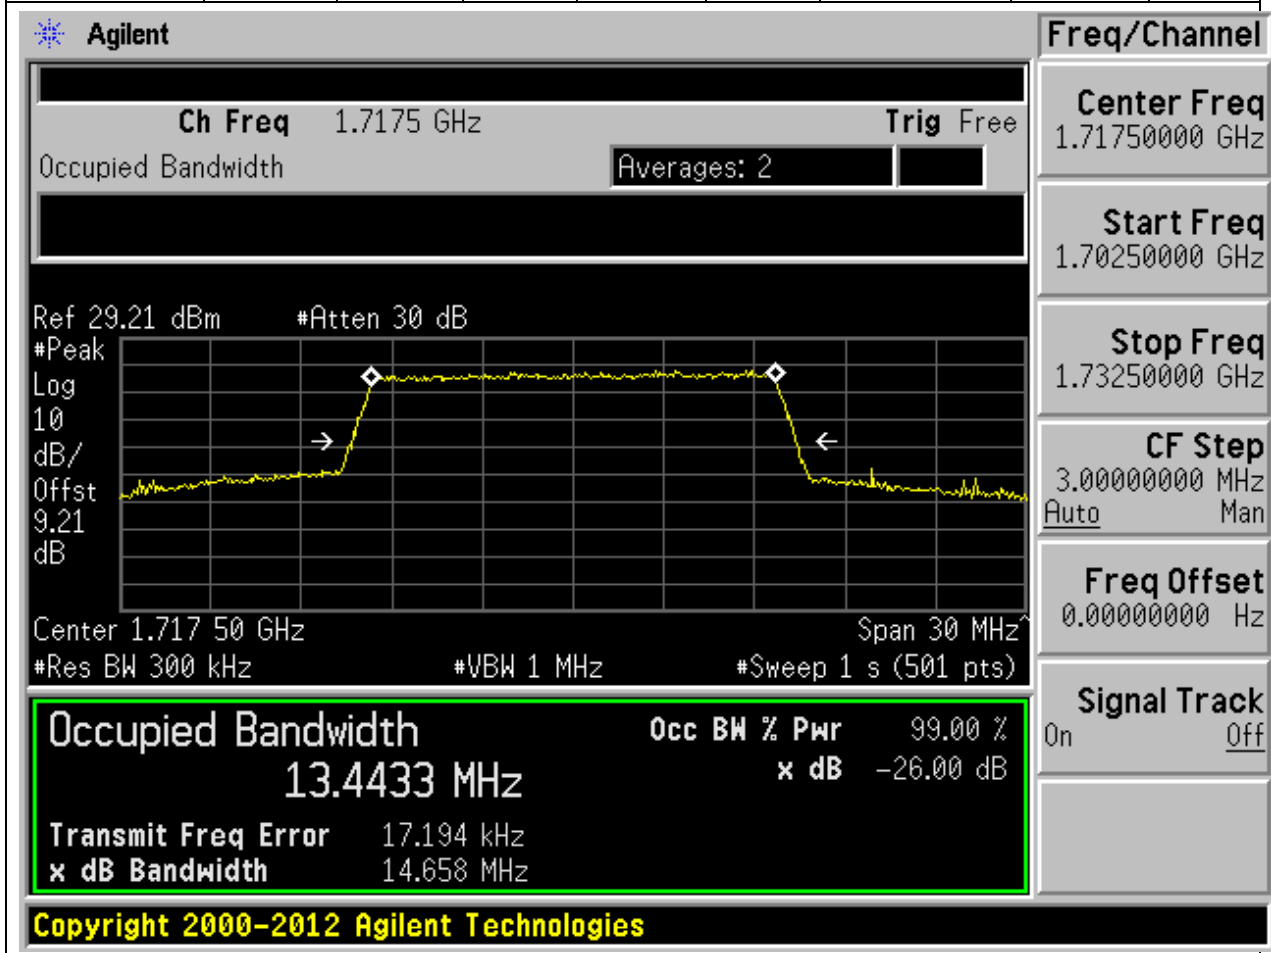 Agilent
Freq/Channel
Ch Freq 1.7175 GHz Trig Free
Occupied Bandwidth Averages: 2
Center Freq
1.71750000 GHz
Start Freq
1.70250000 GHz
Stop Freq
1.73250000 GHz
CF Step
3.00000000 MHz
Auto Man
Freq Offset
0.00000000 Hz
Signal Track
On Off
Ref 29.21 dBm #Atten 30 dB
#Peak
Log
10
dB/
Offst
9.21
dB
Center 1.717 50 GHz Span 30 MHz^
#Res BW 300 kHz #VBW 1 MHz #Sweep 1 s (501 pts)
Occupied Bandwidth Occ BW % Pwr 99.00 %
13.4433 MHz x dB -26.00 dB
Transmit Freq Error 17.194 kHz
x dB Bandwidth 14.658 MHz
Copyright 2000-2012 Agilent Technologies